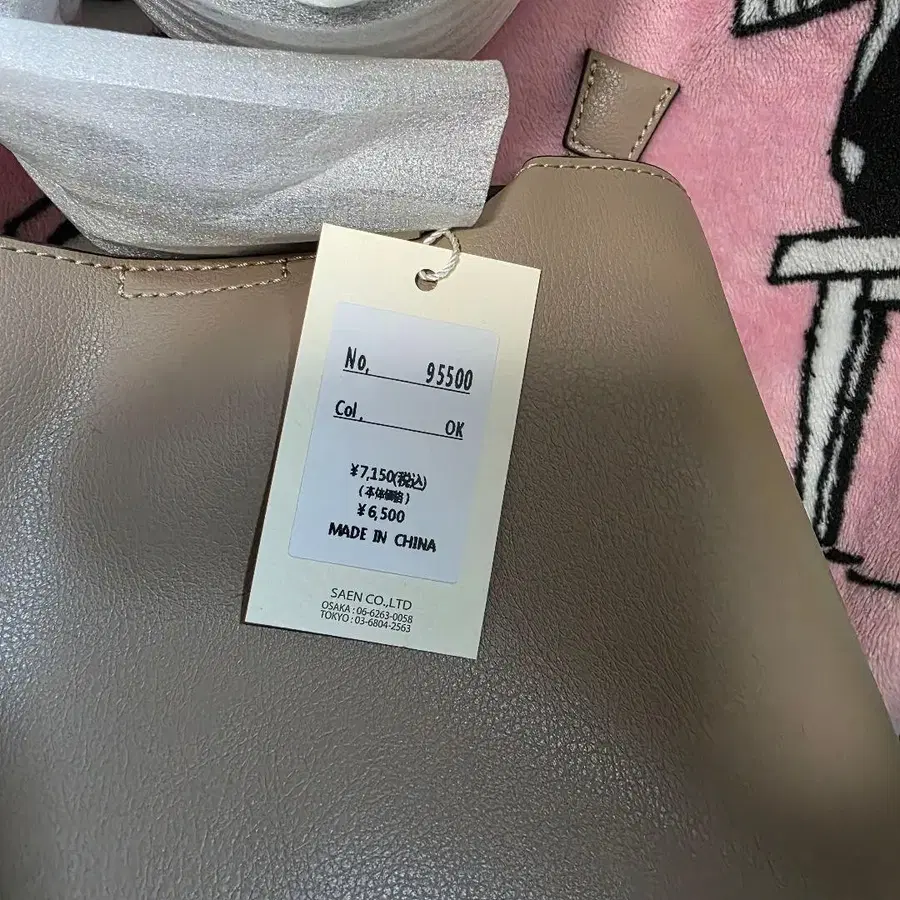 No, 95500
Col, OK
¥7,150(税込)
(本体価格)
¥6,500
MADE IN CHINA
SAEN CO.,LTD
OSAKA : 06-6263-0058
TOKYO : 03-6804-2563